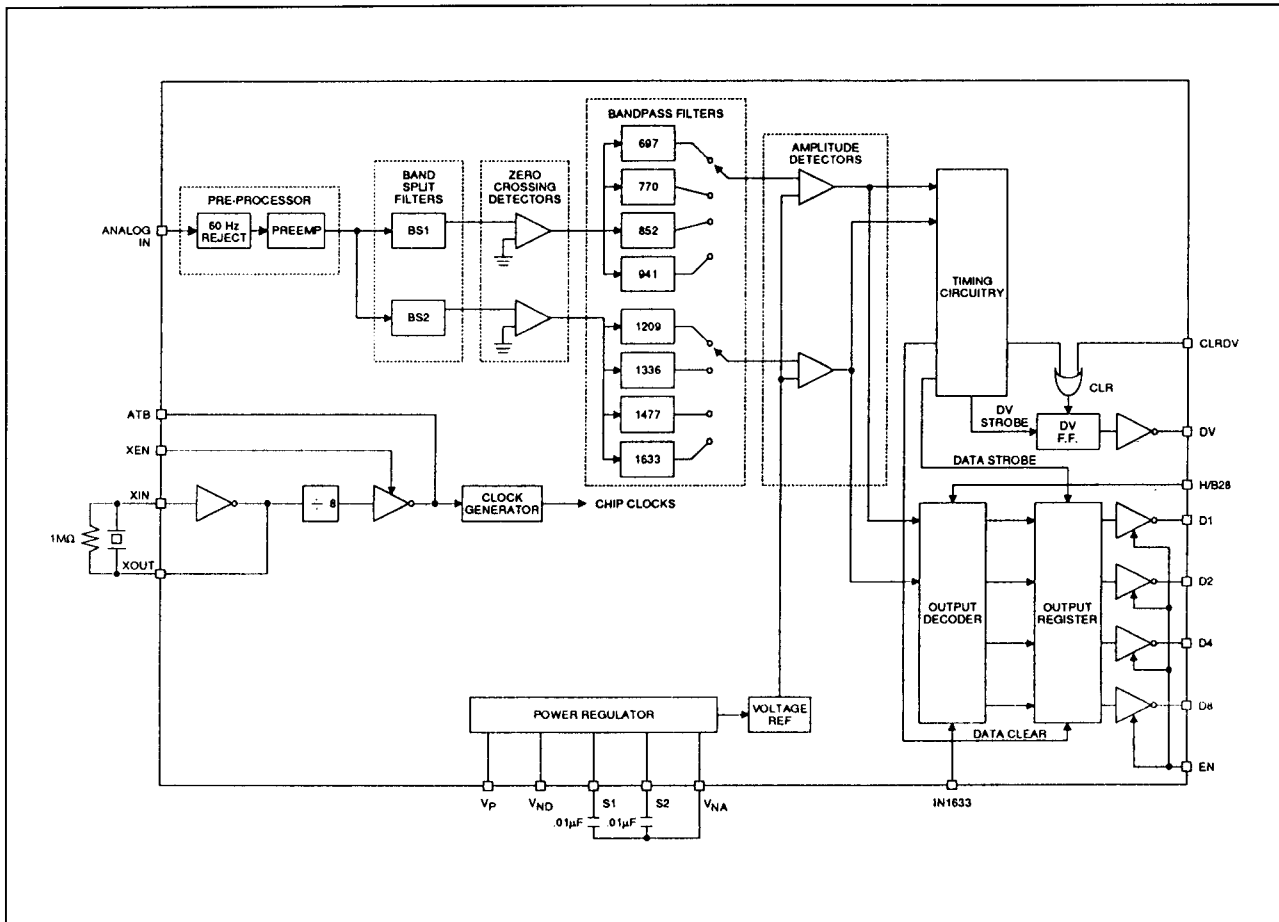 BANDPASS FILTERS
697
770
852
941
1209
1336
1477
1633
AMPLITUDE
DETECTORS
BAND
SPLIT
FILTERS
BS1
BS2
ZERO
CROSSING
DETECTORS
PRE-PROCESSOR
60 Hz
REJECT
PREEMP
ANALOG
IN
TIMING
CIRCUITRY
CLRDV
CLR
DV
STROBE
DV
F.F.
DV
DATA STROBE
H/B28
ATB
XEN
XIN
1MΩ
XOUT
÷ 8
CLOCK
GENERATOR
CHIP CLOCKS
OUTPUT
DECODER
OUTPUT
REGISTER
D1
D2
D4
D8
EN
DATA CLEAR
POWER REGULATOR
VOLTAGE
REF
VP
VND
S1
S2
VNA
.01µF
.01µF
IN1633